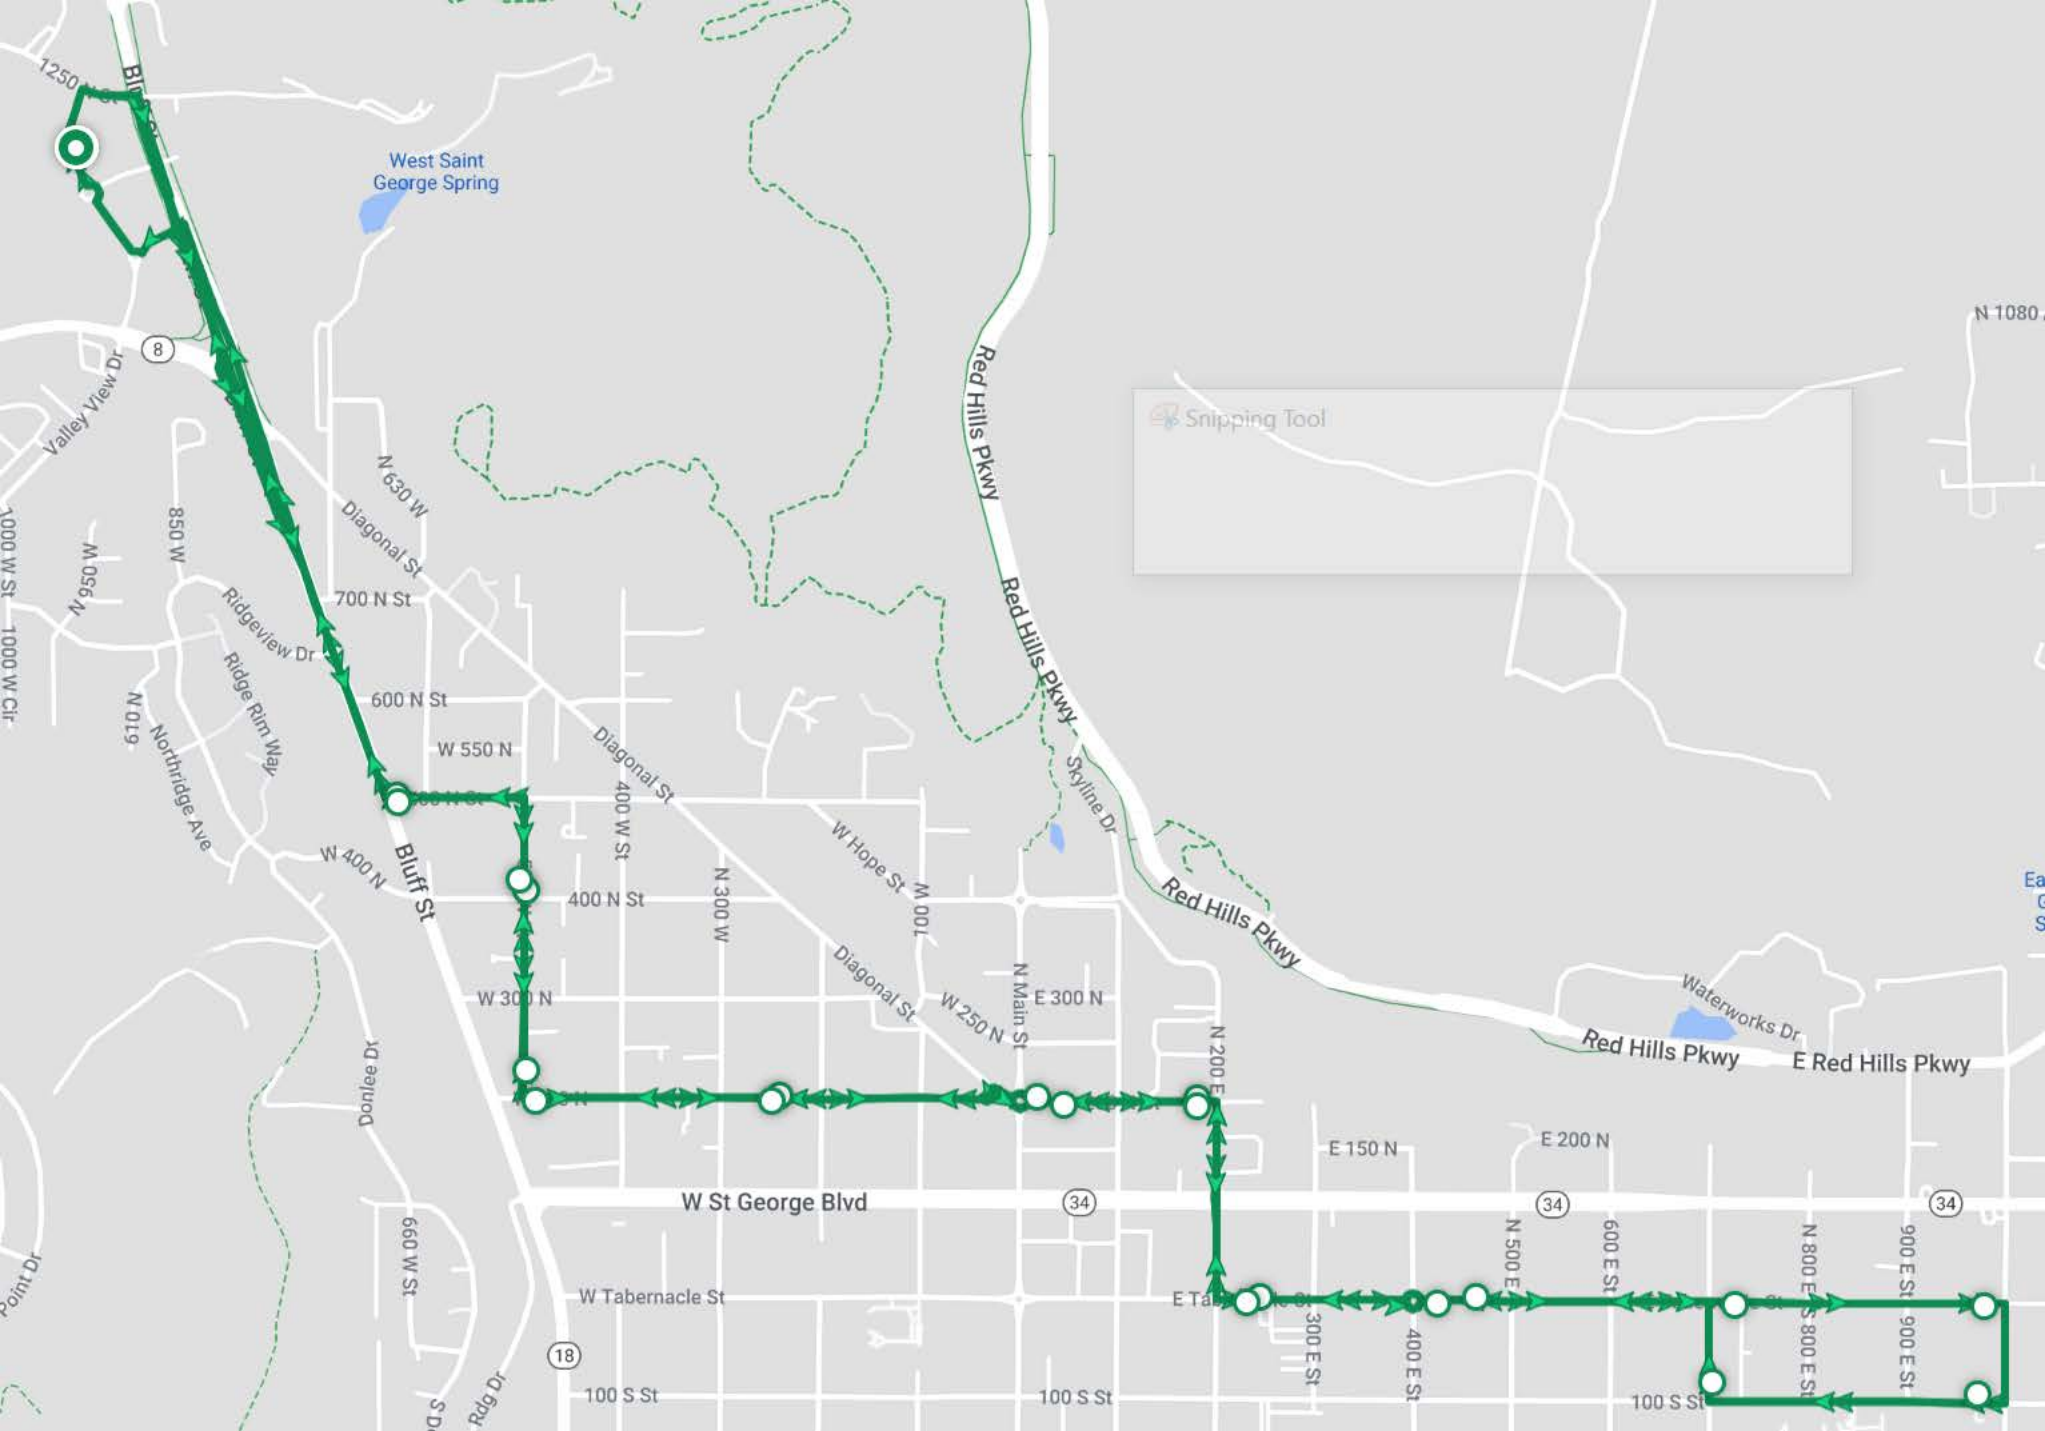 1250 N St
West Saint
George Spring
N 1080
8
Valley View Dr
Red Hills Pkwy
Snipping Tool
N 630 W
Diagonal St
1000 W St
850 W
N 950 W
700 N St
Ridgeview Dr
Red Hills Pkwy
1000 W Cir
610 N
Ridge Rim Way
600 N St
Northridge Ave
W 550 N
Diagonal St
Skyline Dr
400 W St
W 400 N
Bluff St
W Hope St
N 300 W
100 W
400 N St
Red Hills Pkwy
Ea
G
S
Diagonal St
W 300 N
W 250 N
N Main St
E 300 N
Waterworks Dr
Red Hills Pkwy
E Red Hills Pkwy
Donlee Dr
N 200 E
E 150 N
E 200 N
W St George Blvd
34
34
34
660 W St
Point Dr
N 500 E
600 E St
N 800 E
900 E St
W Tabernacle St
E Ta
300 E St
400 E St
800 E St
900 E St
18
Rdg Dr
100 S St
100 S St
100 S St